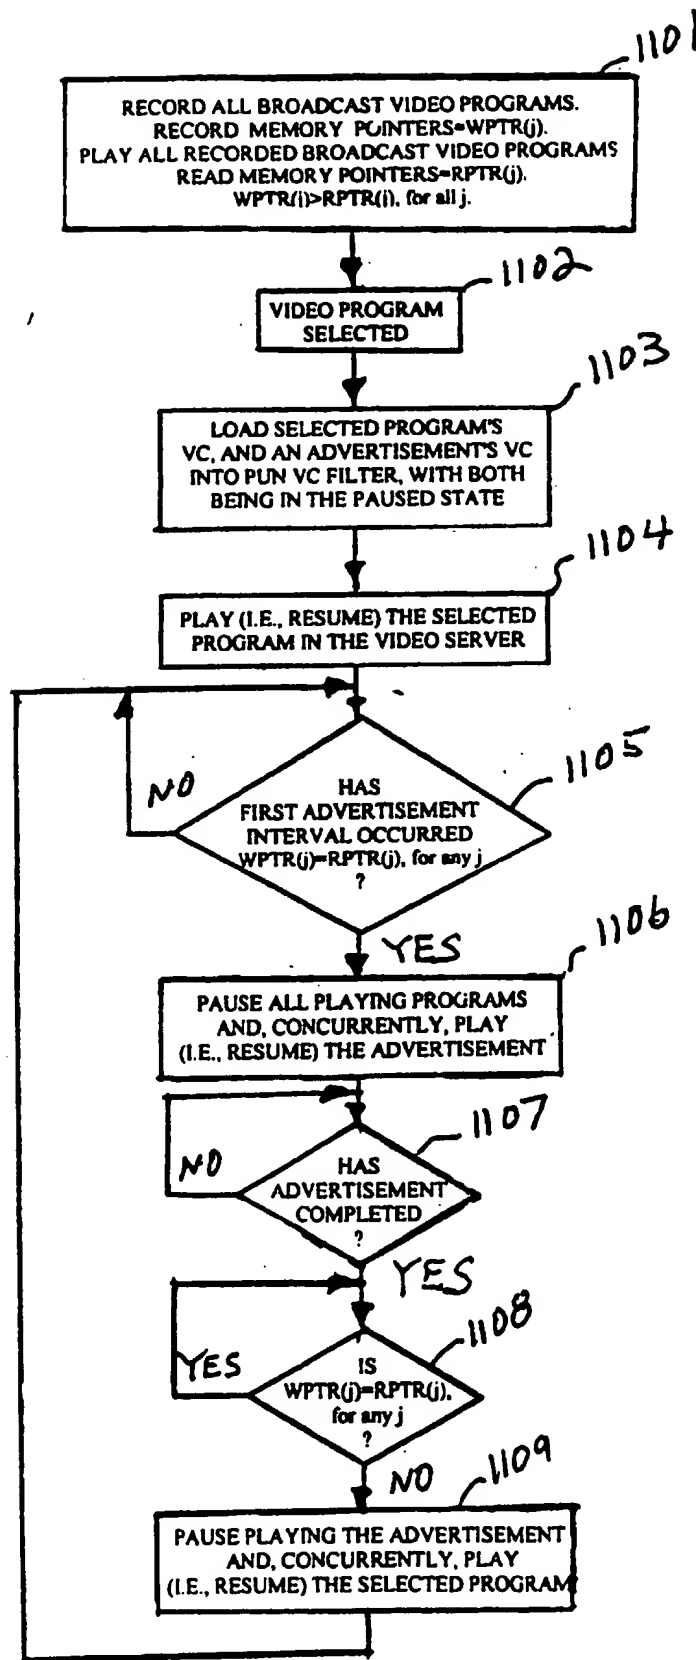 1101
RECORD ALL BROADCAST VIDEO PROGRAMS.
RECORD MEMORY POINTERS=WPTR(j).
PLAY ALL RECORDED BROADCAST VIDEO PROGRAMS
READ MEMORY POINTERS=RPTR(j).
WPTR(j)>RPTR(j), for all j.
1102
VIDEO PROGRAM
SELECTED
1103
LOAD SELECTED PROGRAM'S
VC, AND AN ADVERTISEMENT'S VC
INTO PUN VC FILTER, WITH BOTH
BEING IN THE PAUSED STATE
1104
PLAY (I.E., RESUME) THE SELECTED
PROGRAM IN THE VIDEO SERVER
1105
NO
HAS
FIRST ADVERTISEMENT
INTERVAL OCCURRED
WPTR(j)=RPTR(j), for any j
?
YES
1106
PAUSE ALL PLAYING PROGRAMS
AND, CONCURRENTLY, PLAY
(I.E., RESUME) THE ADVERTISEMENT
1107
NO
HAS
ADVERTISEMENT
COMPLETED
?
YES
1108
YES
IS
WPTR(j)=RPTR(j),
for any j
?
NO
1109
PAUSE PLAYING THE ADVERTISEMENT
AND, CONCURRENTLY, PLAY
(I.E., RESUME) THE SELECTED PROGRAM